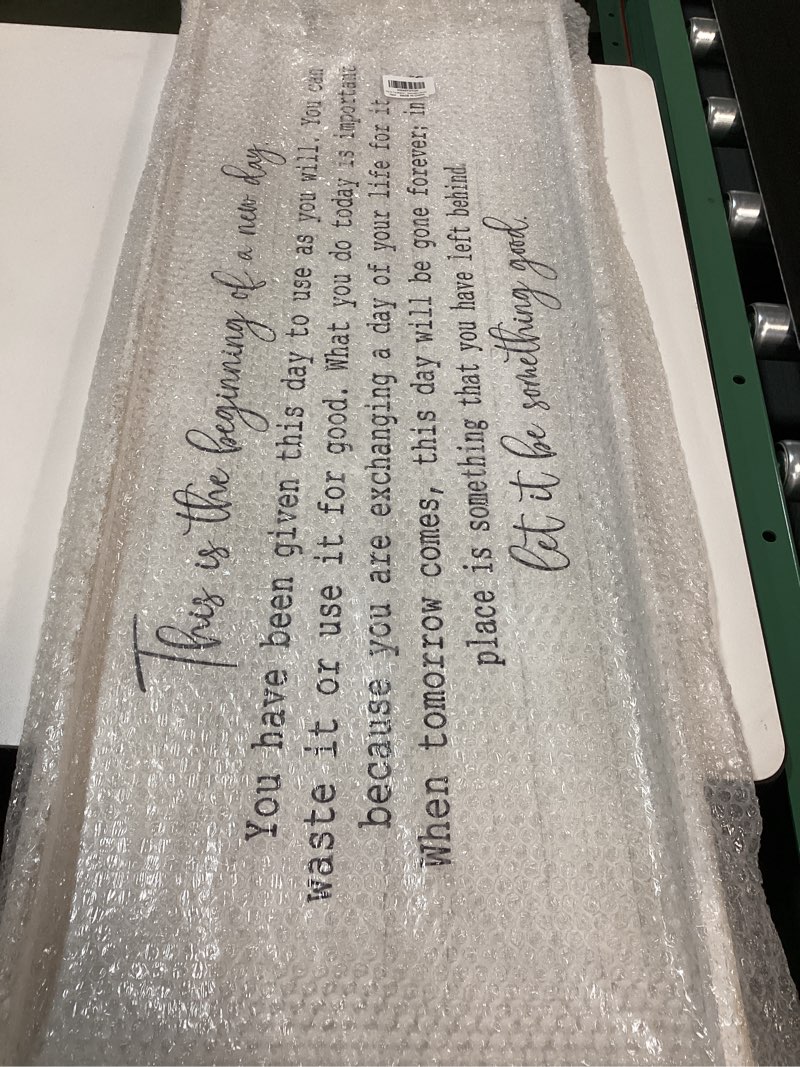 This is the beginning of a new day
You have been given this day to use as you will. You can
waste it or use it for good. What you do today is important
because you are exchanging a day of your life for it
When tomorrow comes, this day will be gone forever; in
place is something that you have left behind.
let it be something good.